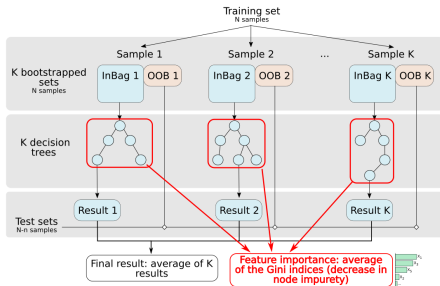 Training set
N samples
Sample 1
Sample 2
...
Sample K
K bootstrapped
sets
N samples
InBag 1
OOB 1
InBag 2
OOB 2
InBag K
OOB K
K decision
trees
Result 1
Result 2
Result K
Test sets
N-n samples
Final result: average of K
results
Feature importance: average
of the Gini indices (decrease in
node impurety)